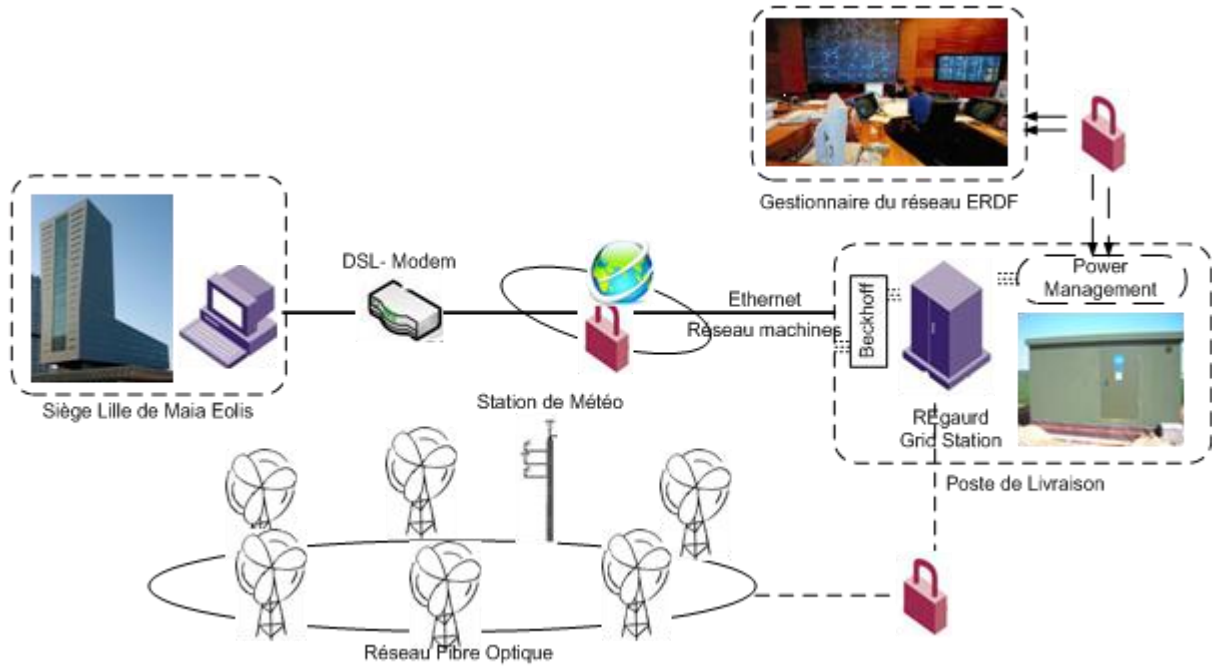 Gestionnaire du réseau ERDF
DSL- Modem
Ethernet
Réseau machines
Beckhoff
Power
Management
REgaurd
Grid Station
Siège Lille de Maia Eolis
Station de Météo
Poste de Livraison
Réseau Pibre Optique